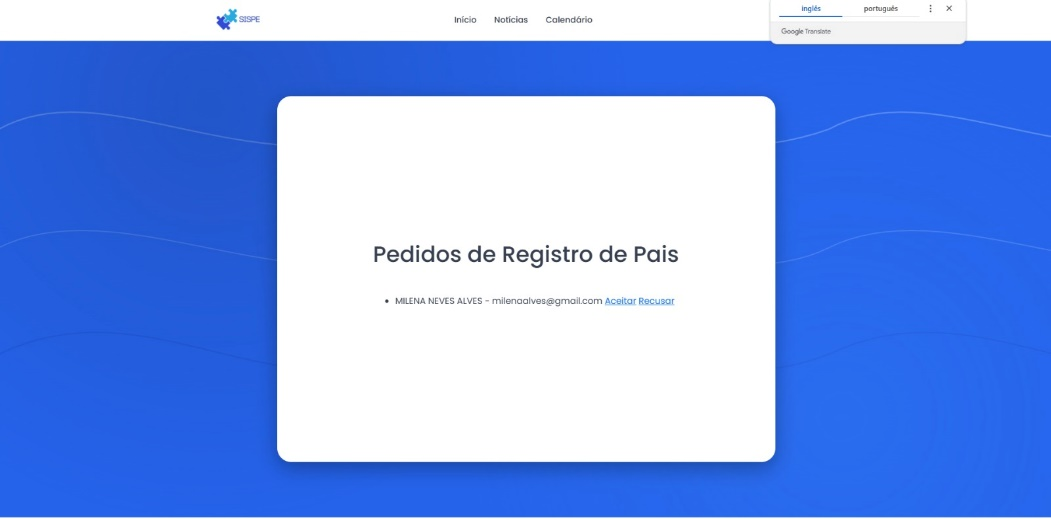 SISPE
Início Notícias Calendário
inglês português
Google Translate
Pedidos de Registro de Pais
• MILENA NEVES ALVES - milenaalves@gmail.com Aceitar Recusar